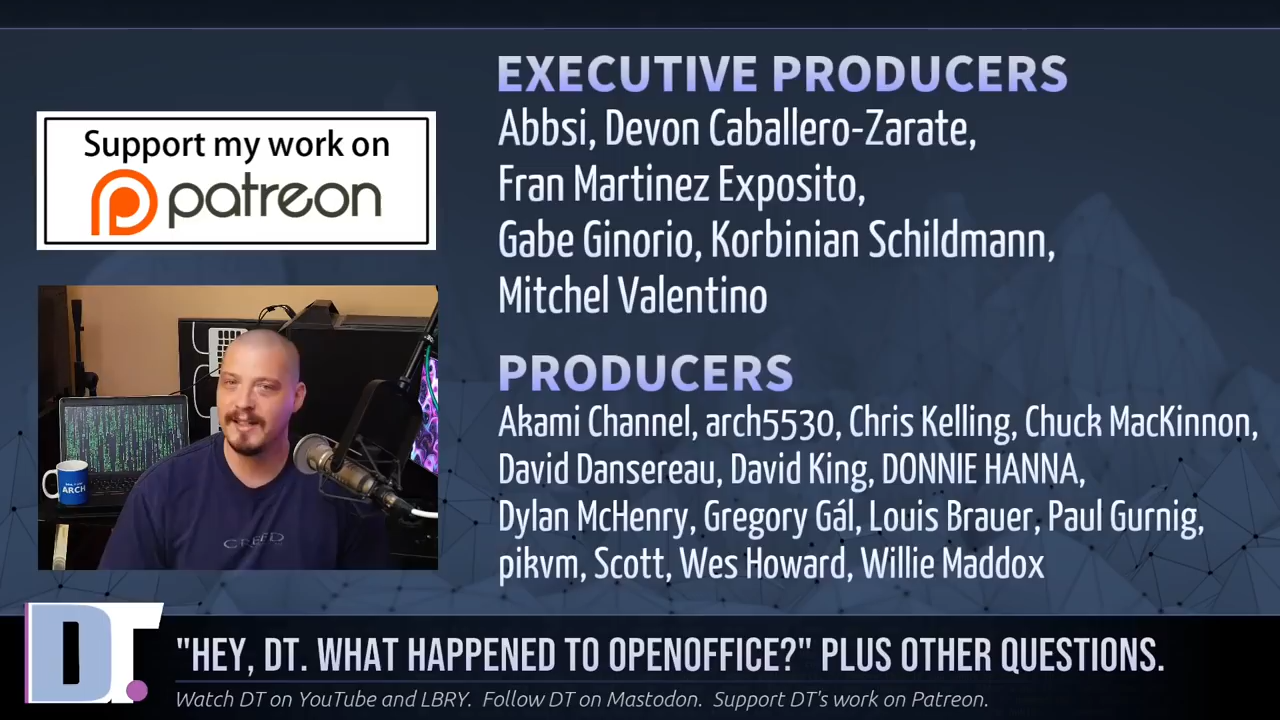 Support my work on
patreon
ARCH
CREED
EXECUTIVE PRODUCERS
Abbsi, Devon Caballero-Zarate,
Fran Martinez Exposito,
Gabe Ginorio, Korbinian Schildmann,
Mitchel Valentino
PRODUCERS
Akami Channel, arch5530, Chris Kelling, Chuck MacKinnon,
David Dansereau, David King, DONNIE HANNA,
Dylan McHenry, Gregory Gál, Louis Brauer, Paul Gurnig,
pikvm, Scott, Wes Howard, Willie Maddox
DT.
"HEY, DT. WHAT HAPPENED TO OPENOFFICE?" PLUS OTHER QUESTIONS.
Watch DT on YouTube and LBRY. Follow DT on Mastodon. Support DT's work on Patreon.